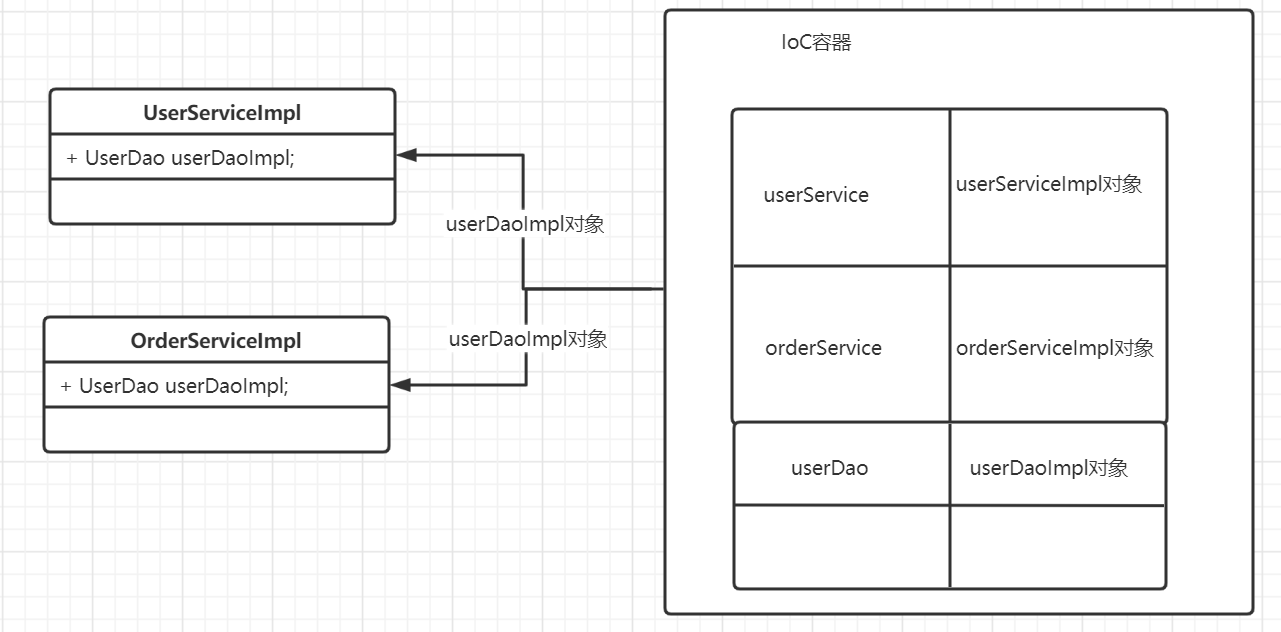 IoC容器
UserServiceImpl
+ UserDao userDaoImpl;
userDaoImpl对象
OrderServiceImpl
+ UserDao userDaoImpl;
userDaoImpl对象
userService
userServiceImpl对象
orderService
orderServiceImpl对象
userDao
userDaoImpl对象